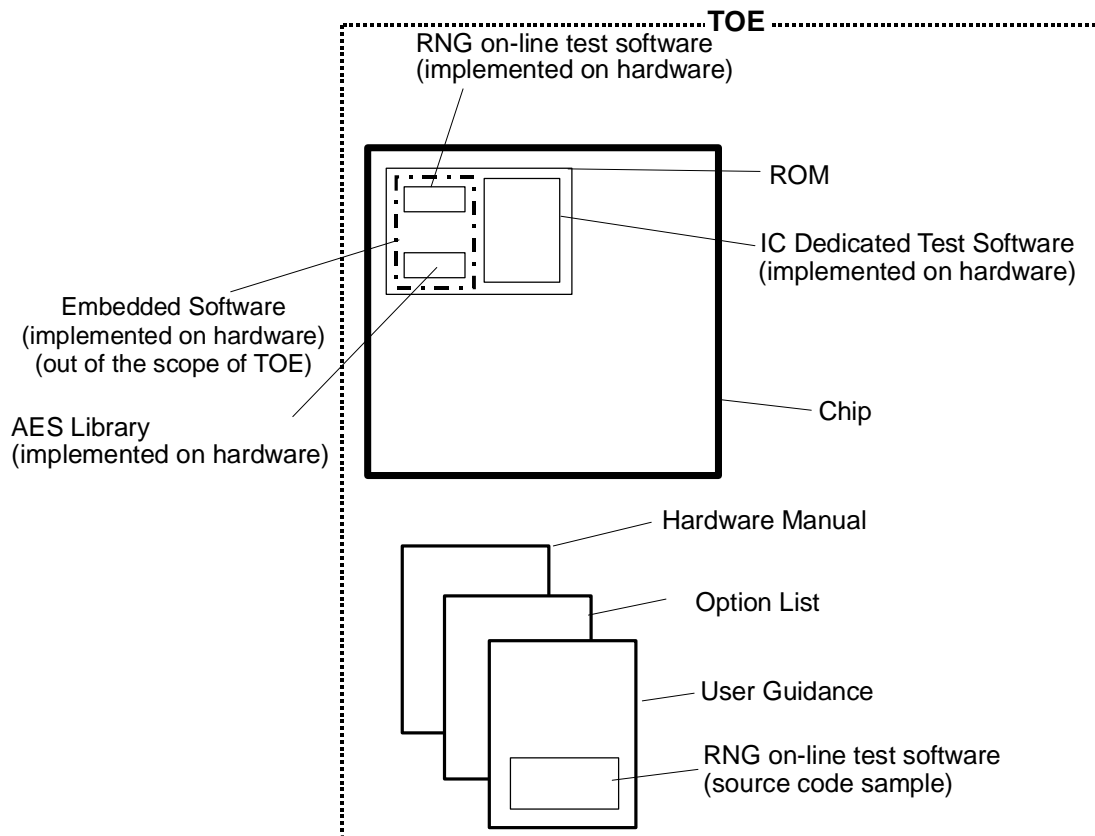 TOE
RNG on-line test software
(implemented on hardware)
ROM
IC Dedicated Test Software
(implemented on hardware)
Embedded Software
(implemented on hardware)
(out of the scope of TOE)
Chip
AES Library
(implemented on hardware)
Hardware Manual
Option List
User Guidance
RNG on-line test software
(source code sample)